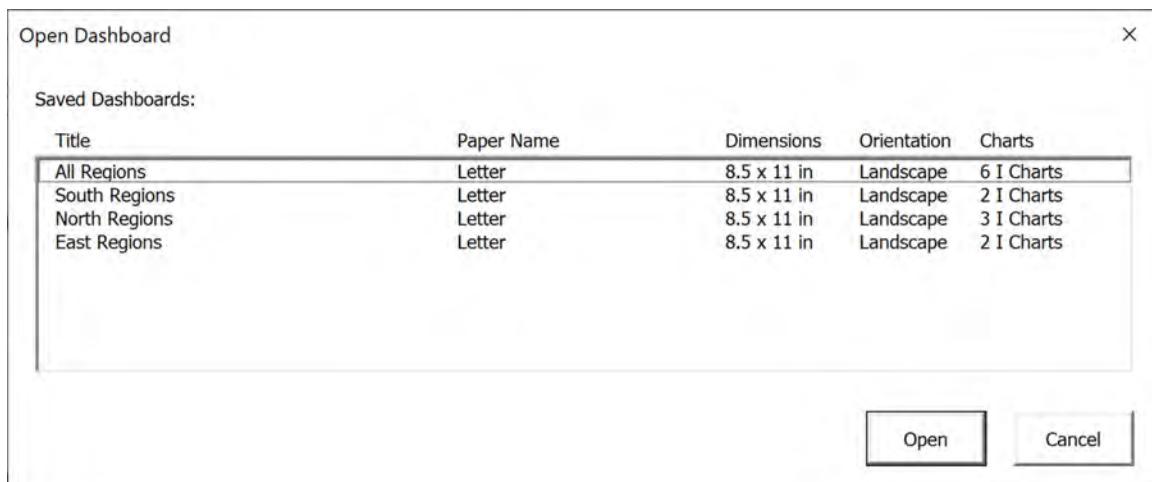 Open Dashboard
Saved Dashboards:
Title Paper Name Dimensions Orientation Charts
All Regions Letter 8.5 x 11 in Landscape 6 I Charts
South Regions Letter 8.5 x 11 in Landscape 2 I Charts
North Regions Letter 8.5 x 11 in Landscape 3 I Charts
East Regions Letter 8.5 x 11 in Landscape 2 I Charts
Open Cancel